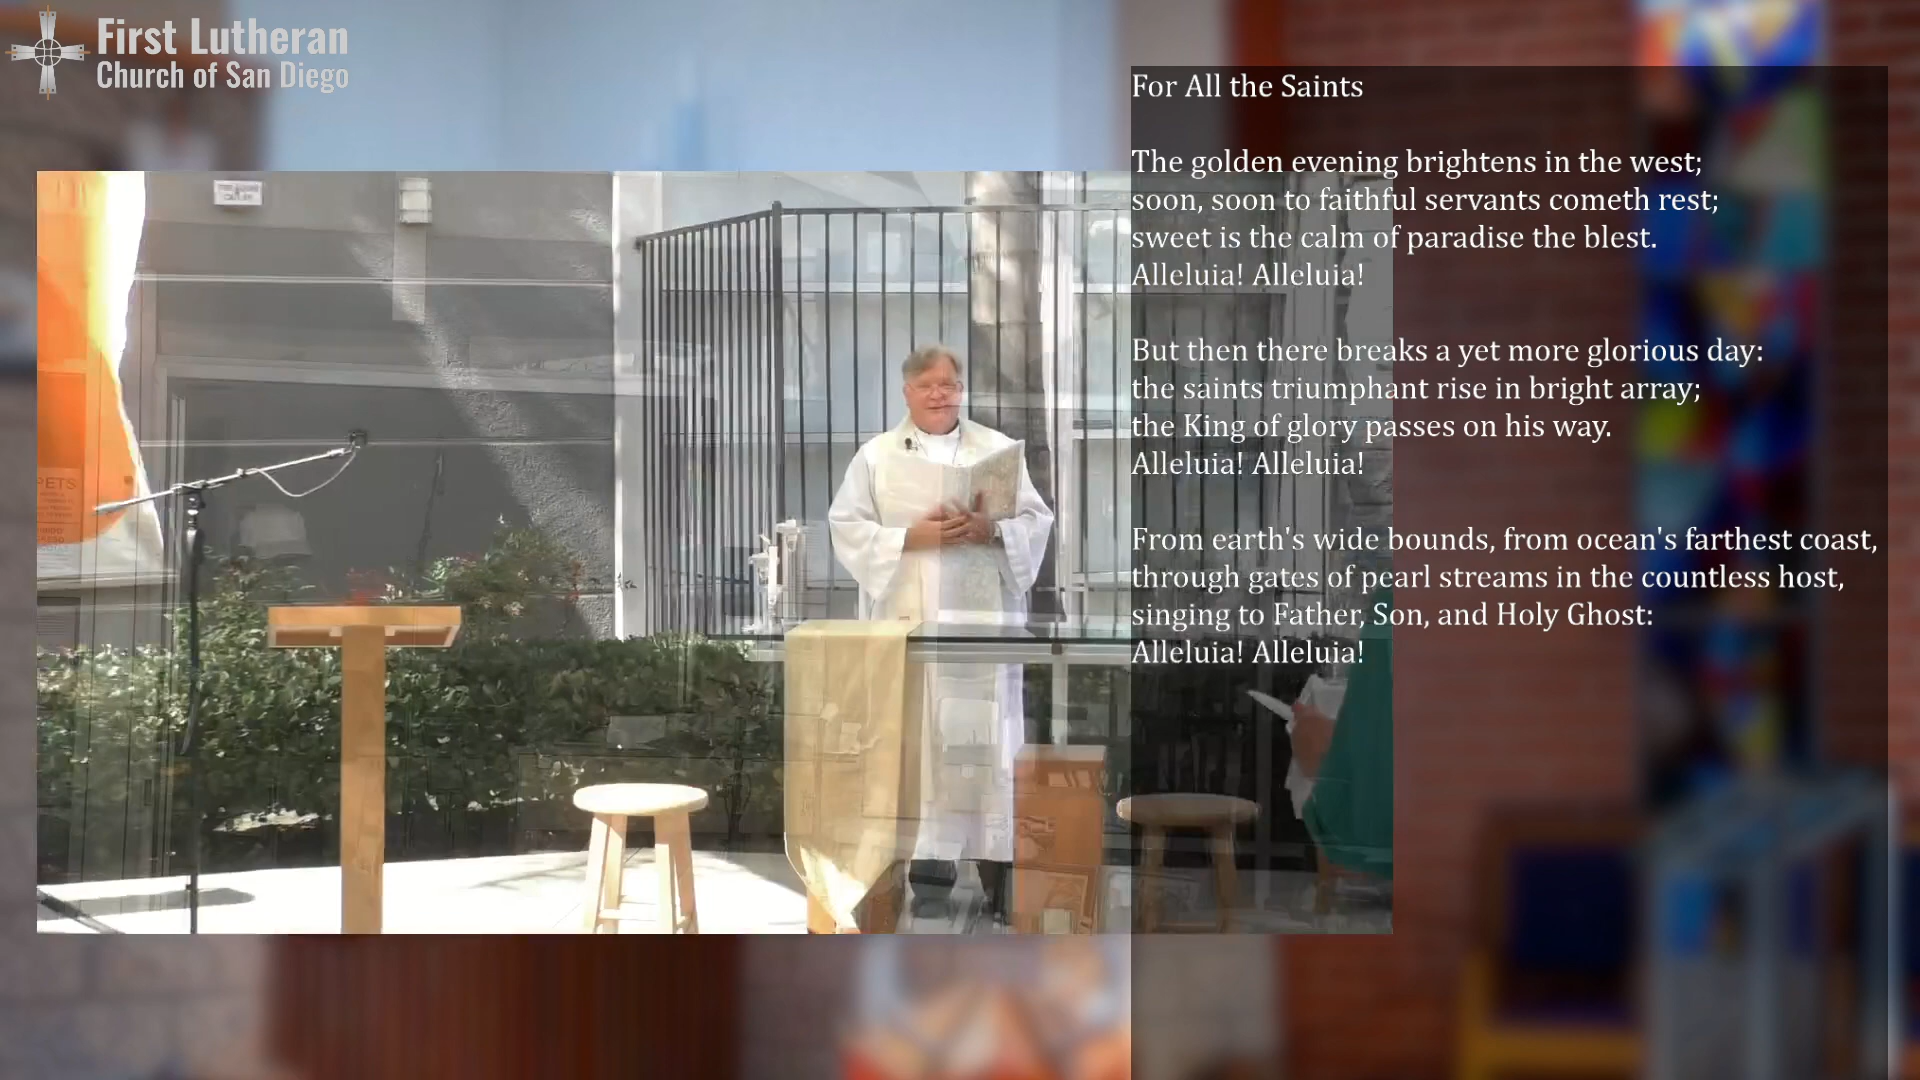 First Lutheran
Church of San Diego
For All the Saints
The golden evening brightens in the west;
soon, soon to faithful servants cometh rest;
sweet is the calm of paradise the blest.
Alleluia! Alleluia!
But then there breaks a yet more glorious day:
the saints triumphant rise in bright array;
the King of glory passes on his way.
Alleluia! Alleluia!
From earth's wide bounds, from ocean's farthest coast,
through gates of pearl streams in the countless host,
singing to Father, Son, and Holy Ghost:
Alleluia! Alleluia!
PETS